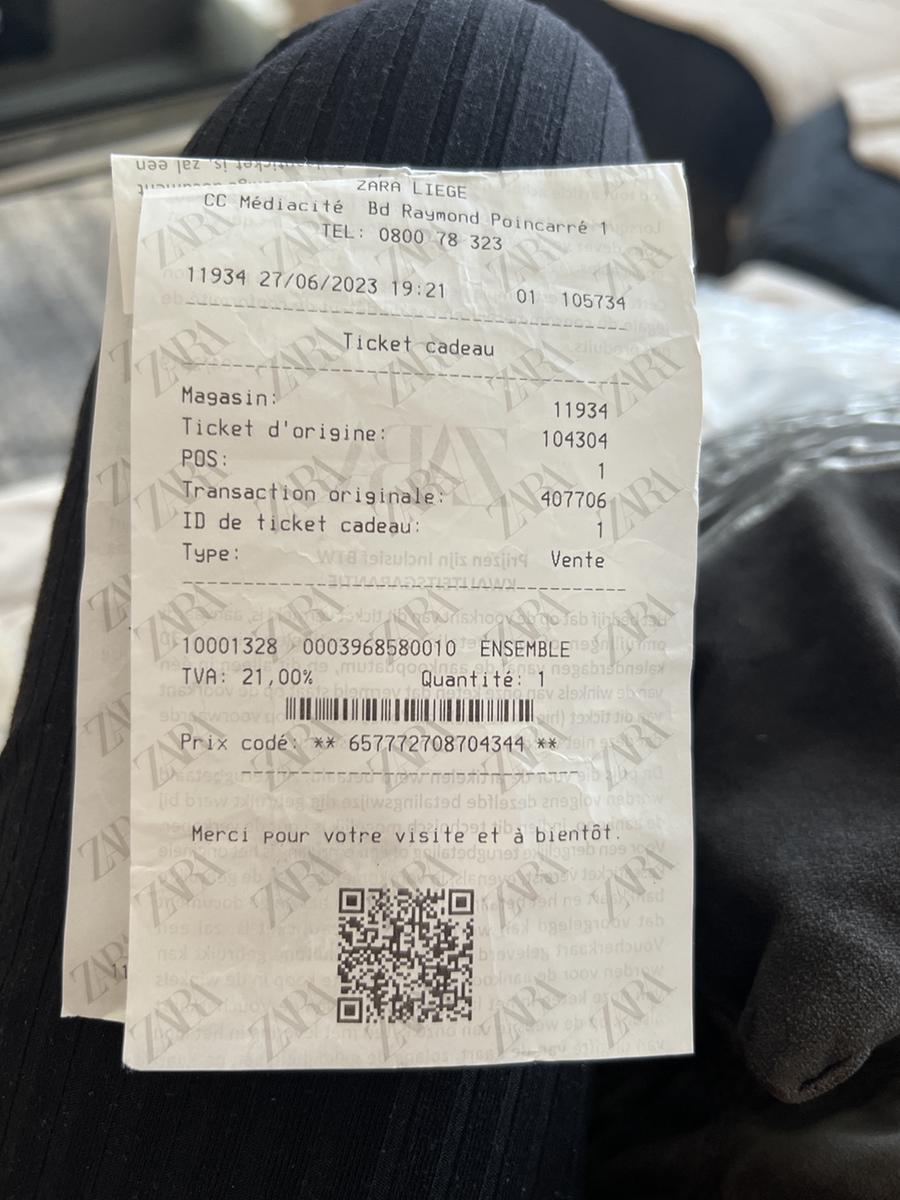 ZARA LIEGE
CC Médiacité Bd Raymond Poincarré 1
TEL: 0800 78 323
11934 27/06/2023 19:21 01 105734
Ticket cadeau
Magasin: 11934
Ticket d'origine: 104304
POS: 1
Transaction originale: 407706
ID de ticket cadeau: 1
Type: Vente
10001328 0003968580010 ENSEMBLE
TVA: 21,00% Quantité: 1
Prix codé: ** 657772708704344 **
Merci pour votre visite et à bientôt.